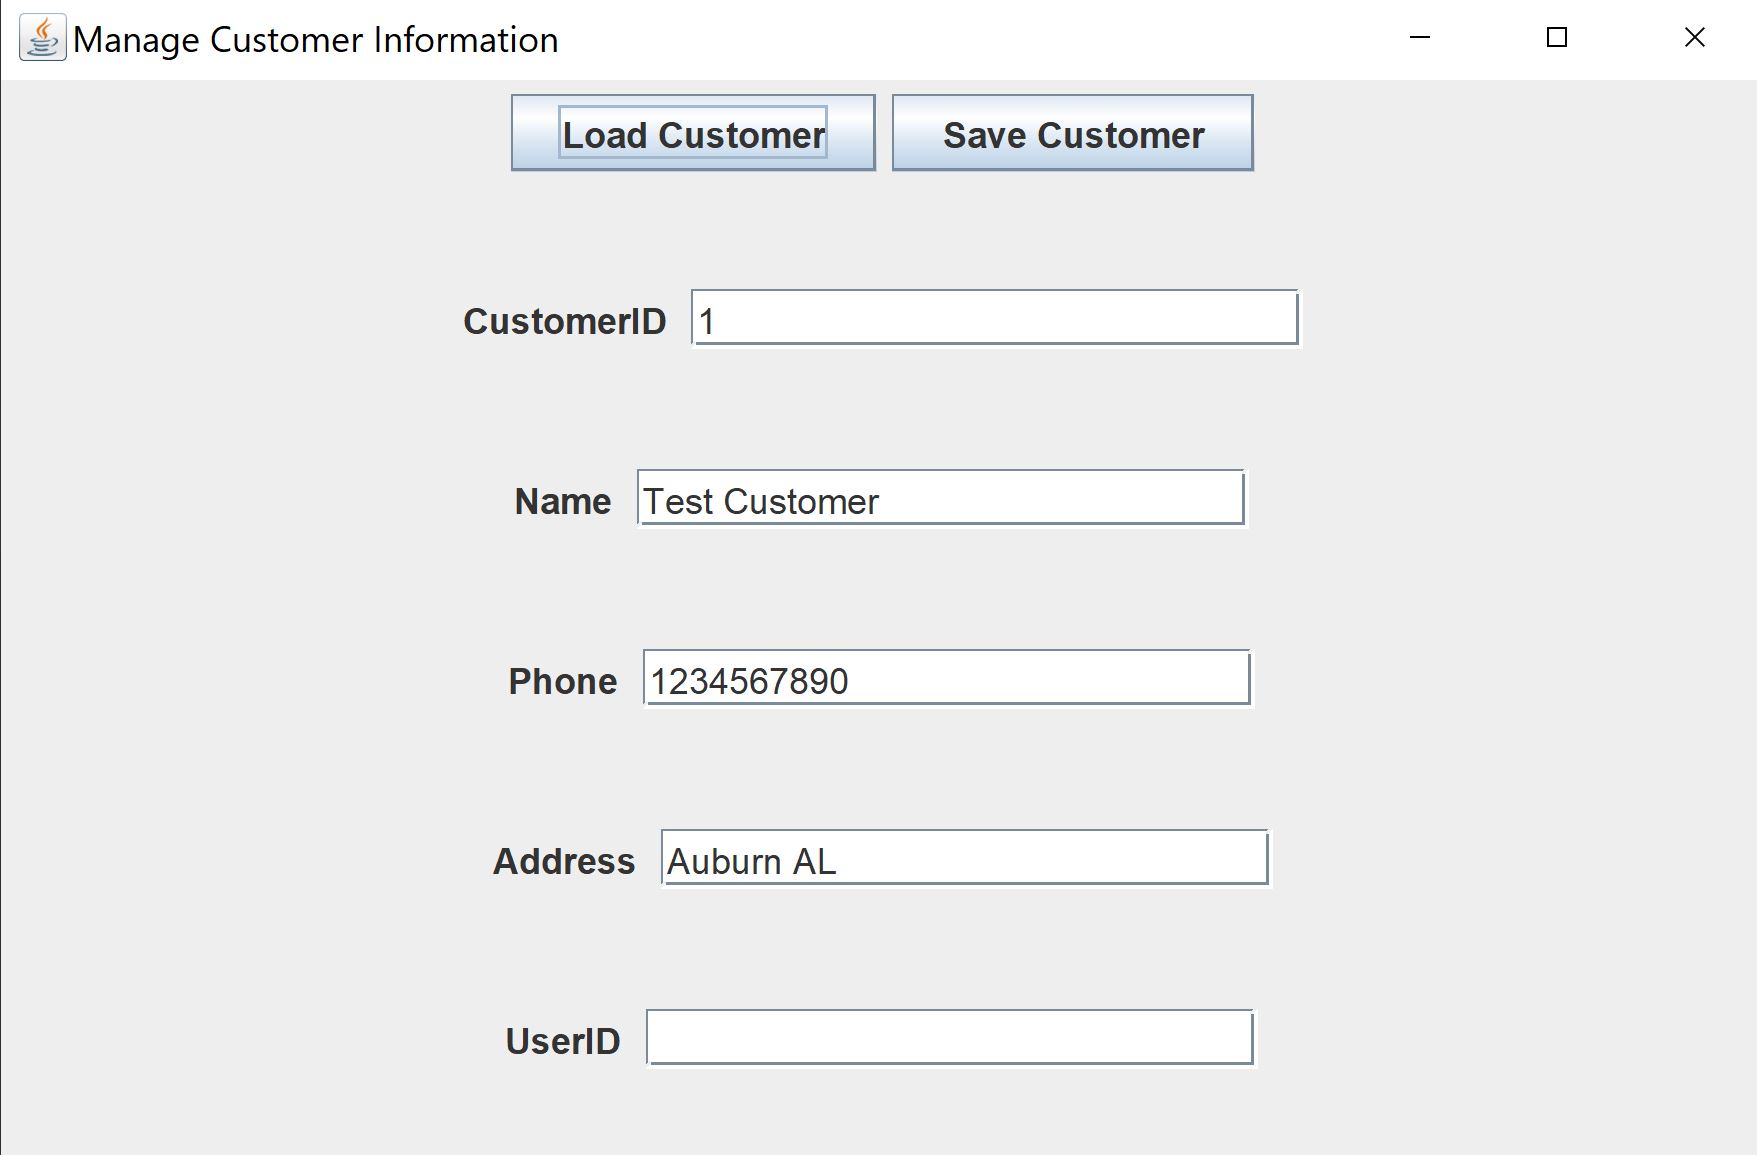 Manage Customer Information
Load Customer Save Customer
CustomerID 1
Name Test Customer
Phone 1234567890
Address Auburn AL
UserID